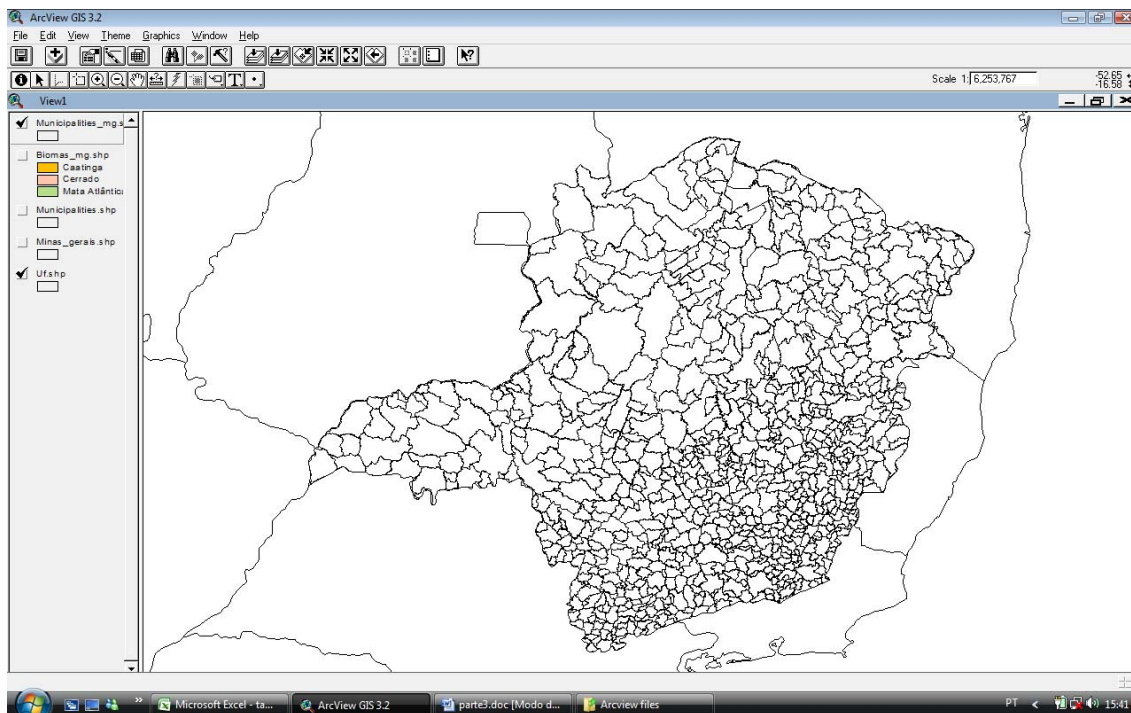 ArcView GIS 3.2
File Edit View Theme Graphics Window Help
Scale 1: 6,253,767
-52.65
-16.58
View1
Municipalities_mg.s
Biomas_mg.shp
Caatinga
Cerrado
Mata Atlântic
Municipalities.shp
Minas_gerais.shp
Uf.shp
Microsoft Excel - ta...
ArcView GIS 3.2
parte3.doc [Modo d...
Arcview files
PT
15:41